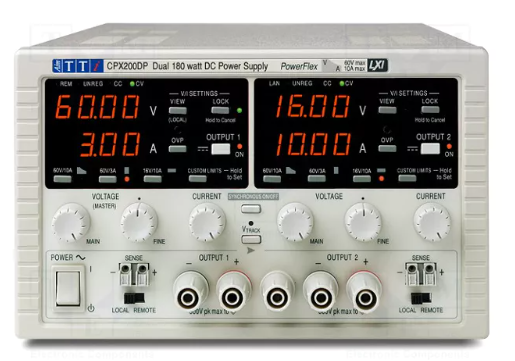 Aim TTi CPX200DP Dual 180 watt DC Power Supply PowerFlex V 60V max A 10A max LXI
REM UNREG CC CV
60.00 V
3.00 A
V/I SETTINGS
VIEW LOCK
(LOCAL) Hold to Cancel
OVP OUTPUT 1
ON
60V/10A 60V/3A 16V/10A CUSTOM LIMITS – Hold to Set
LAN UNREG CC CV
16.00 V
10.00 A
V/I SETTINGS
VIEW LOCK
Hold to Cancel
OVP OUTPUT 2
ON
60V/10A 60V/3A 16V/10A CUSTOM LIMITS – Hold to Set
VOLTAGE CURRENT SYNCHRONOUS ON/OFF VOLTAGE CURRENT
(MASTER)
MAIN FINE VTRACK MAIN FINE
POWER SENSE OUTPUT 1 OUTPUT 2 SENSE
– + – + – + – +
I
300V pk max to 300V pk max to
LOCAL REMOTE LOCAL REMOTE